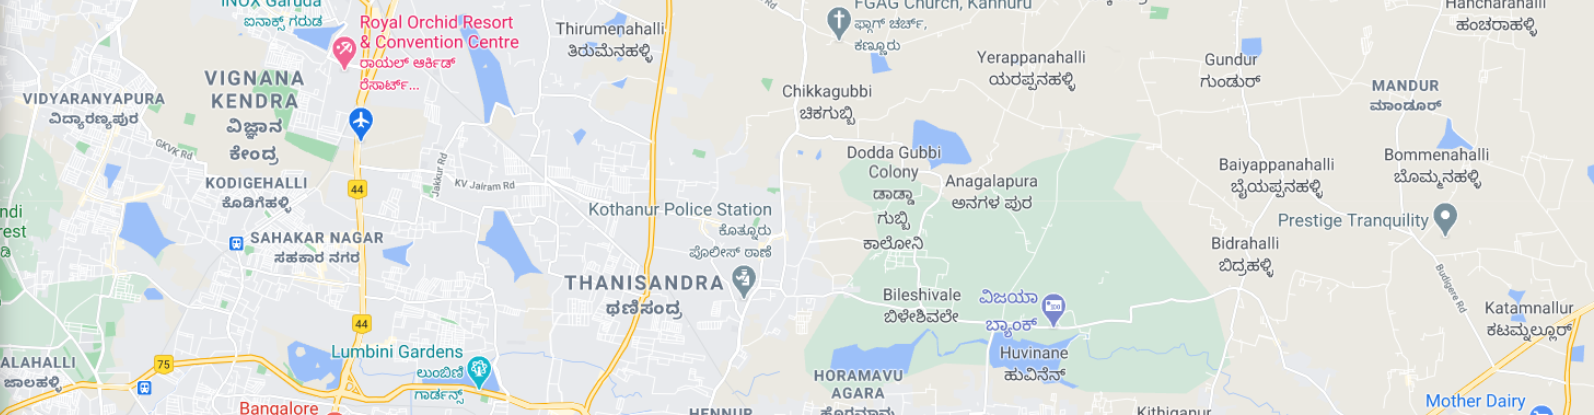 INOX Garuda
ಐನಾಕ್ಸ್ ಗರುಡ
Royal Orchid Resort
& Convention Centre
ರಾಯಲ್ ಆರ್ಕಿಡ್
ರೆಸಾರ್ಟ್...
VIGNANA
KENDRA
ವಿಜ್ಞಾನ
ಕೇಂದ್ರ
VIDYARANYAPURA
ವಿದ್ಯಾರಣ್ಯಪುರ
GKVK Rd
KODIGEHALLI
ಕೊಡಿಗೆಹಳ್ಳಿ
44
Jakkur Rd
KV Jairam Rd
SAHAKAR NAGAR
ಸಹಕಾರ ನಗರ
44
75
ಜಾಲಹಳ್ಳಿ
Lumbini Gardens
ಲುಂಬಿಣಿ
ಗಾರ್ಡನ್ಸ್
Bangalore
Thirumenahalli
ತಿರುಮೆನಹಳ್ಳಿ
Kothanur Police Station
ಕೊತ್ನೂರು
ಪೊಲೀಸ್ ಠಾಣೆ
THANISANDRA
ಥಣಿಸಂದ್ರ
HENNUR
FGAG Church, Kannuru
ಫ್ಲಾಗ್ ಚರ್ಚ್,
ಕಣ್ಣೂರು
Chikkagubbi
ಚಿಕಗುಬ್ಬಿ
Dodda Gubbi
Colony
ಡಾಡ್ಡಾ
ಗುಬ್ಬಿ
ಕಾಲೋನಿ
Anagalapura
ಅನಗಳ ಪುರ
Yerappanahalli
ಯರಪ್ಪನಹಳ್ಳಿ
Bileshivale
ಬಿಳೇಶಿವಲೇ
ವಿಜಯಾ
ಬ್ಯಾಂಕ್
Huvinane
ಹುವಿನೆನ್
HORAMAVU
AGARA
ಹೊರಮಾವು
Kithiganur
Gundur
ಗುಂಡುರ್
Hancharahalli
ಹಂಚರಾಹಳ್ಳಿ
MANDUR
ಮಾಂಡೂರ್
Baiyappanahalli
ಬೈಯಪ್ಪನಹಳ್ಳಿ
Bommenahalli
ಬೊಮ್ಮನಹಳ್ಳಿ
Prestige Tranquility
Bidrahalli
ಬಿದ್ರಹಳ್ಳಿ
Budigere Rd
Katamnallur
ಕಟಮ್ನಲ್ಲೂರ್
Mother Dairy